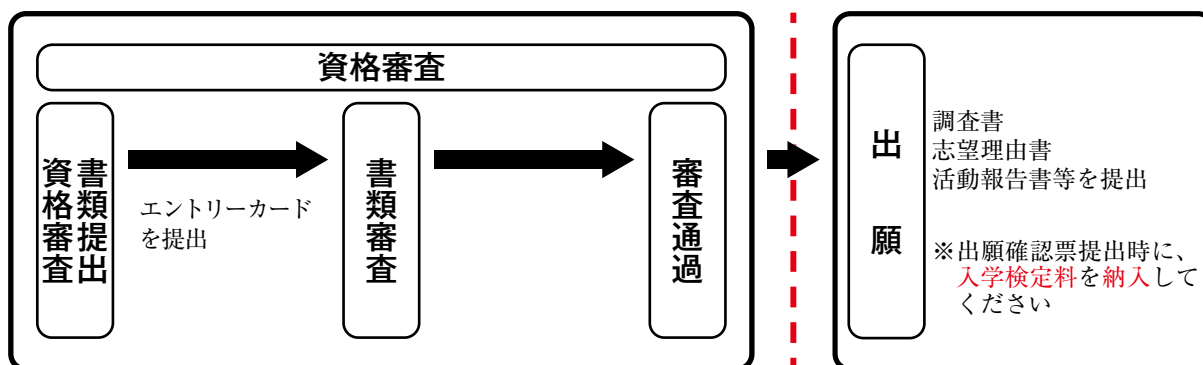 資格審査
資格審査
書類提出
エントリーカード
を提出
書類審査
審査通過
出願
調査書
志望理由書
活動報告書等を提出
※出願確認票提出時に、
入学検定料を納入して
ください